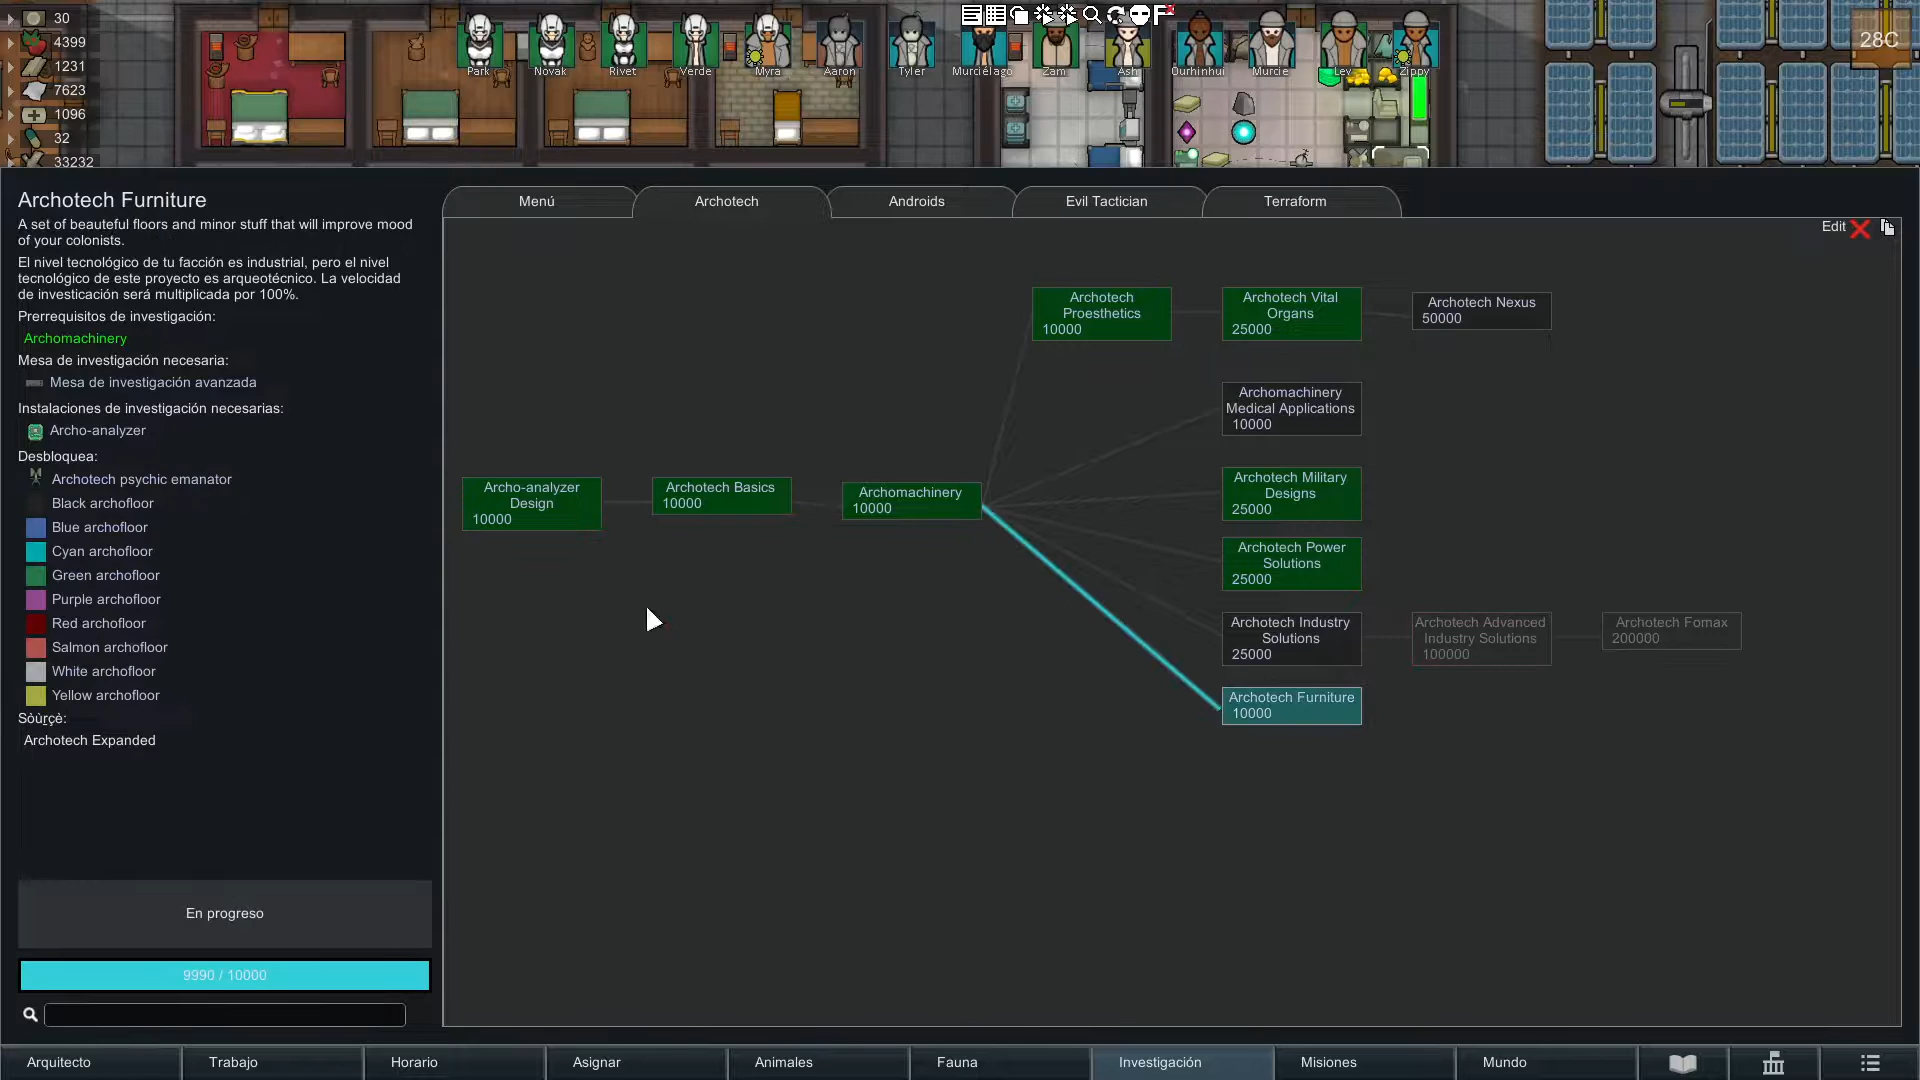 30
4399
1231
7623
1096
32
33232
Park
Novak
Rivet
Verde
Myra
Aaron
Tyler
Murciélago
Zam
Ash
Ourhinhui
Murcie
Lev
Zippy
28C
Archotech Furniture
A set of beauteful floors and minor stuff that will improve mood
of your colonists.
El nivel tecnológico de tu facción es industrial, pero el nivel
tecnológico de este proyecto es arqueotécnico. La velocidad
de investicación será multiplicada por 100%.
Prerrequisitos de investigación:
Archomachinery
Mesa de investigación necesaria:
Mesa de investigación avanzada
Instalaciones de investigación necesarias:
Archo-analyzer
Desbloquea:
Archotech psychic emanator
Black archofloor
Blue archofloor
Cyan archofloor
Green archofloor
Purple archofloor
Red archofloor
Salmon archofloor
White archofloor
Yellow archofloor
Archotech Expanded
En progreso
9990 / 10000
Menú
Archotech
Androids
Evil Tactician
Terraform
Edit
Archotech
Proesthetics
10000
Archotech Vital
Organs
25000
Archotech Nexus
50000
Archomachinery
Medical Applications
10000
Archo-analyzer
Design
10000
Archotech Basics
10000
Archomachinery
10000
Archotech Military
Designs
25000
Archotech Power
Solutions
25000
Archotech Industry
Solutions
25000
Archotech Advanced
Industry Solutions
100000
Archotech Fomax
200000
Archotech Furniture
10000
Arquitecto
Trabajo
Horario
Asignar
Animales
Fauna
Investigación
Misiones
Mundo